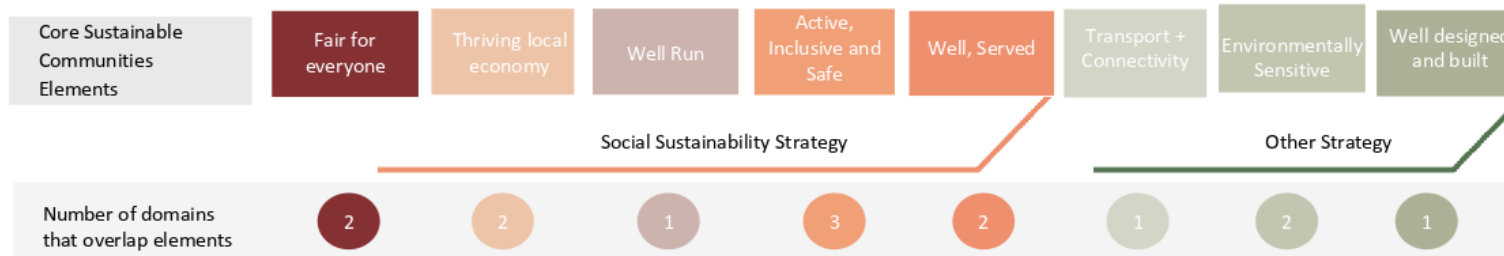 Core Sustainable
Communities
Elements
Fair for
everyone
Thriving local
economy
Well Run
Active,
Inclusive and
Safe
Well, Served
Transport +
Connectivity
Environmentally
Sensitive
Well designed
and built
Social Sustainability Strategy
Other Strategy
Number of domains
that overlap elements
2
2
1
3
2
1
2
1